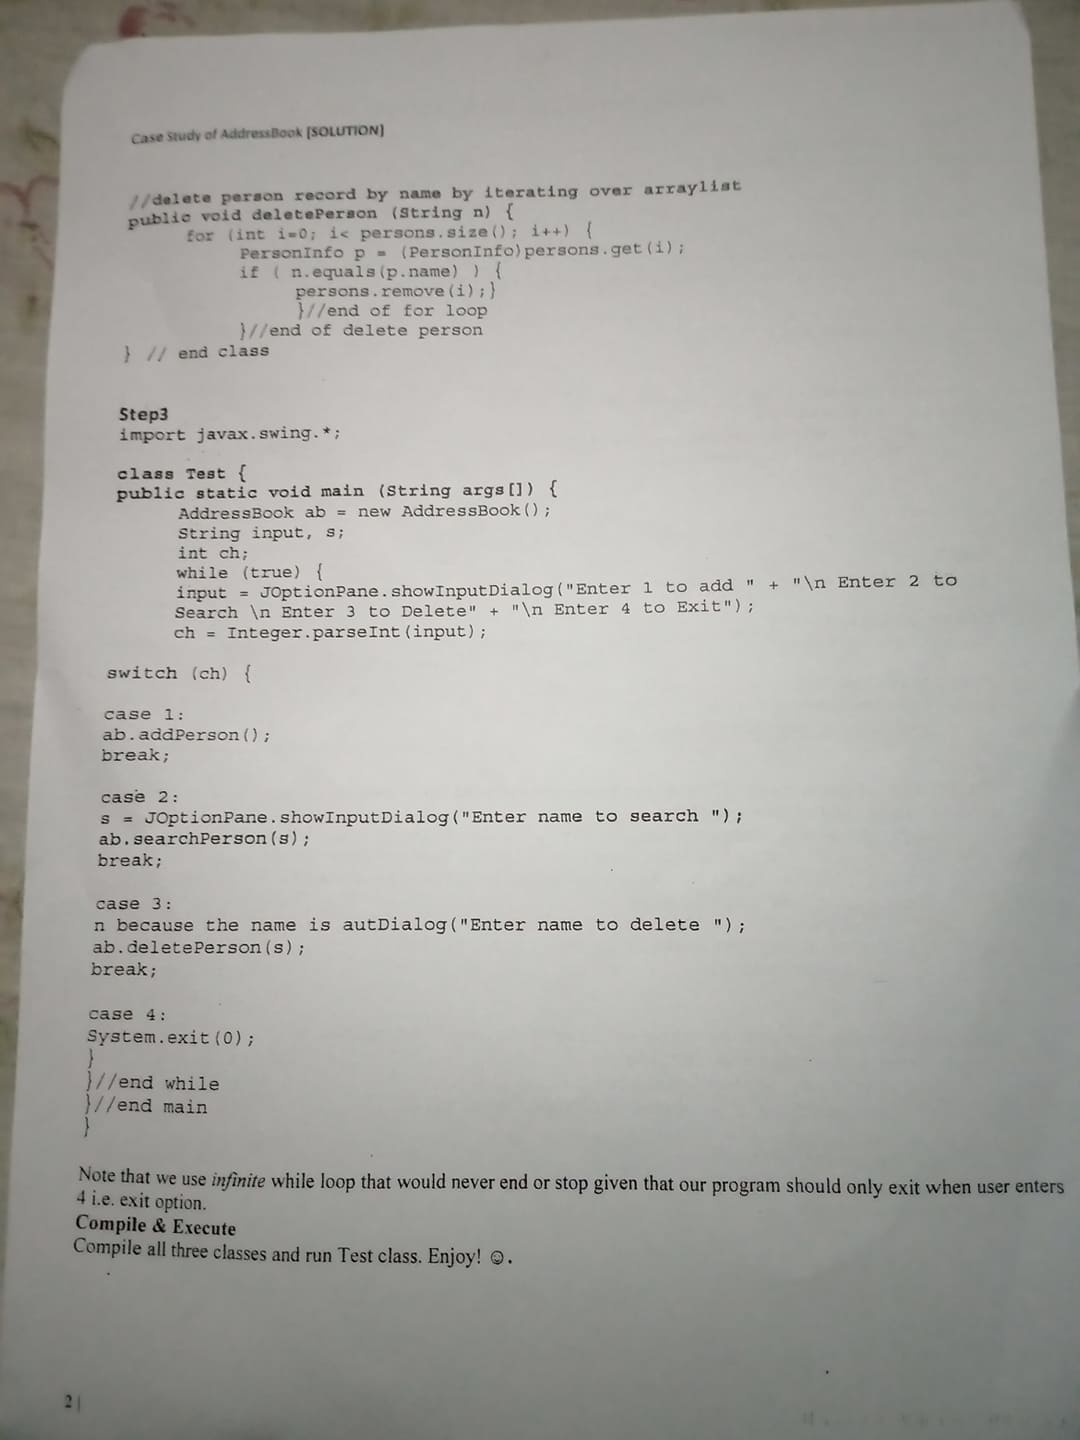 Case Study of AddressBook [SOLUTION]
//delete person record by name by iterating over arraylist
public void deletePerson (String n) {
for (int i=0; i< persons.size(); i++) {
PersonInfo p = (PersonInfo)persons.get(i);
if ( n.equals(p.name) ) {
persons.remove(i);}
}//end of for loop
}//end of delete person
} // end class
Step3
import javax.swing.*;
class Test {
public static void main (String args[]) {
AddressBook ab = new AddressBook();
String input, s;
int ch;
while (true) {
input = JOptionPane.showInputDialog("Enter 1 to add " + "\n Enter 2 to
Search \n Enter 3 to Delete" + "\n Enter 4 to Exit");
ch = Integer.parseInt(input);
switch (ch) {
case 1:
ab.addPerson();
break;
case 2:
s = JOptionPane.showInputDialog("Enter name to search ");
ab.searchPerson(s);
break;
case 3:
n because the name is autDialog("Enter name to delete ");
ab.deletePerson(s);
break;
case 4:
System.exit(0);
}
}//end while
}//end main
}
Note that we use infinite while loop that would never end or stop given that our program should only exit when user enters
4 i.e. exit option.
Compile & Execute
Compile all three classes and run Test class. Enjoy! ☺.
2 |